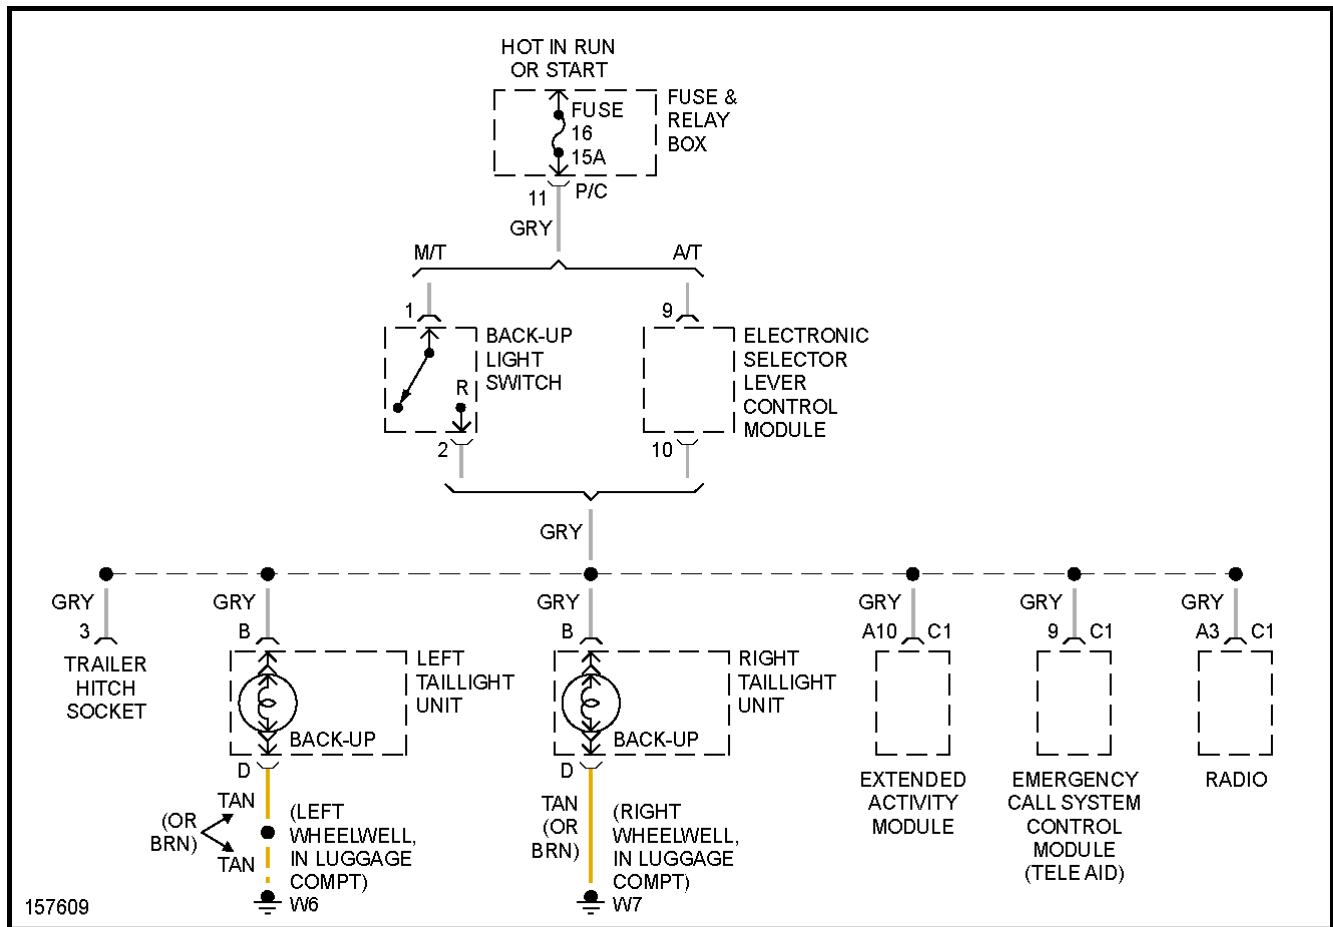 HOT IN RUN
OR START
FUSE
16
15A
FUSE &
RELAY
BOX
11
P/C
GRY
M/T
A/T
1
BACK-UP
LIGHT
SWITCH
R
2
9
ELECTRONIC
SELECTOR
LEVER
CONTROL
MODULE
10
GRY
GRY
3
TRAILER
HITCH
SOCKET
GRY
B
LEFT
TAILLIGHT
UNIT
BACK-UP
D
TAN
(OR
BRN)
TAN
(LEFT
WHEELWELL,
IN LUGGAGE
COMPT)
W6
GRY
B
RIGHT
TAILLIGHT
UNIT
BACK-UP
D
TAN
(OR
BRN)
(RIGHT
WHEELWELL,
IN LUGGAGE
COMPT)
W7
GRY
A10 C1
EXTENDED
ACTIVITY
MODULE
GRY
9 C1
EMERGENCY
CALL SYSTEM
CONTROL
MODULE
(TELE AID)
GRY
A3 C1
RADIO
157609